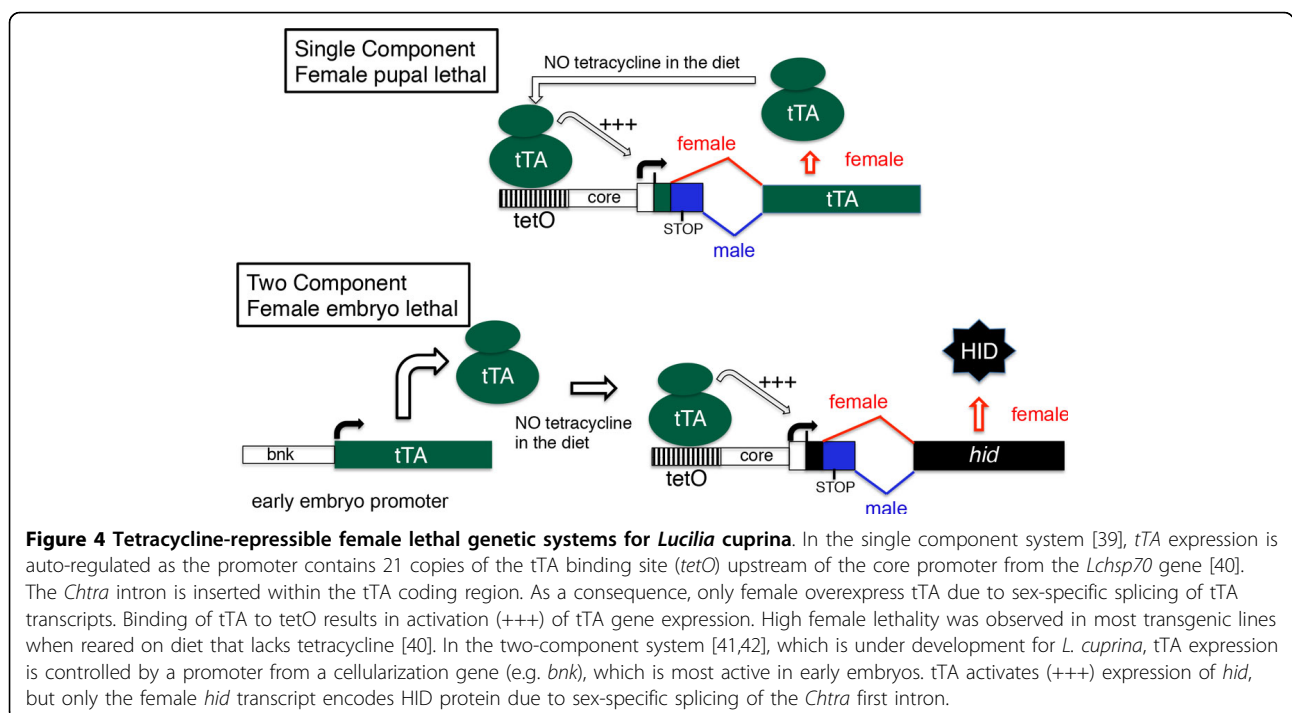 Single Component
Female pupal lethal
NO tetracycline in the diet
tTA
+++
female
female
tTA
core
tTA
tetO
STOP
male
Two Component
Female embryo lethal
HID
tTA
+++
tTA
female
female
NO tetracycline
in the diet
bnk
tTA
core
hid
tetO
STOP
early embryo promoter
male
Figure 4 Tetracycline-repressible female lethal genetic systems for Lucilia cuprina. In the single component system [39], tTA expression is
auto-regulated as the promoter contains 21 copies of the tTA binding site (tetO) upstream of the core promoter from the Lchsp70 gene [40].
The Chtra intron is inserted within the tTA coding region. As a consequence, only female overexpress tTA due to sex-specific splicing of tTA
transcripts. Binding of tTA to tetO results in activation (+++) of tTA gene expression. High female lethality was observed in most transgenic lines
when reared on diet that lacks tetracycline [40]. In the two-component system [41,42], which is under development for L. cuprina, tTA expression
is controlled by a promoter from a cellularization gene (e.g. bnk), which is most active in early embryos. tTA activates (+++) expression of hid,
but only the female hid transcript encodes HID protein due to sex-specific splicing of the Chtra first intron.